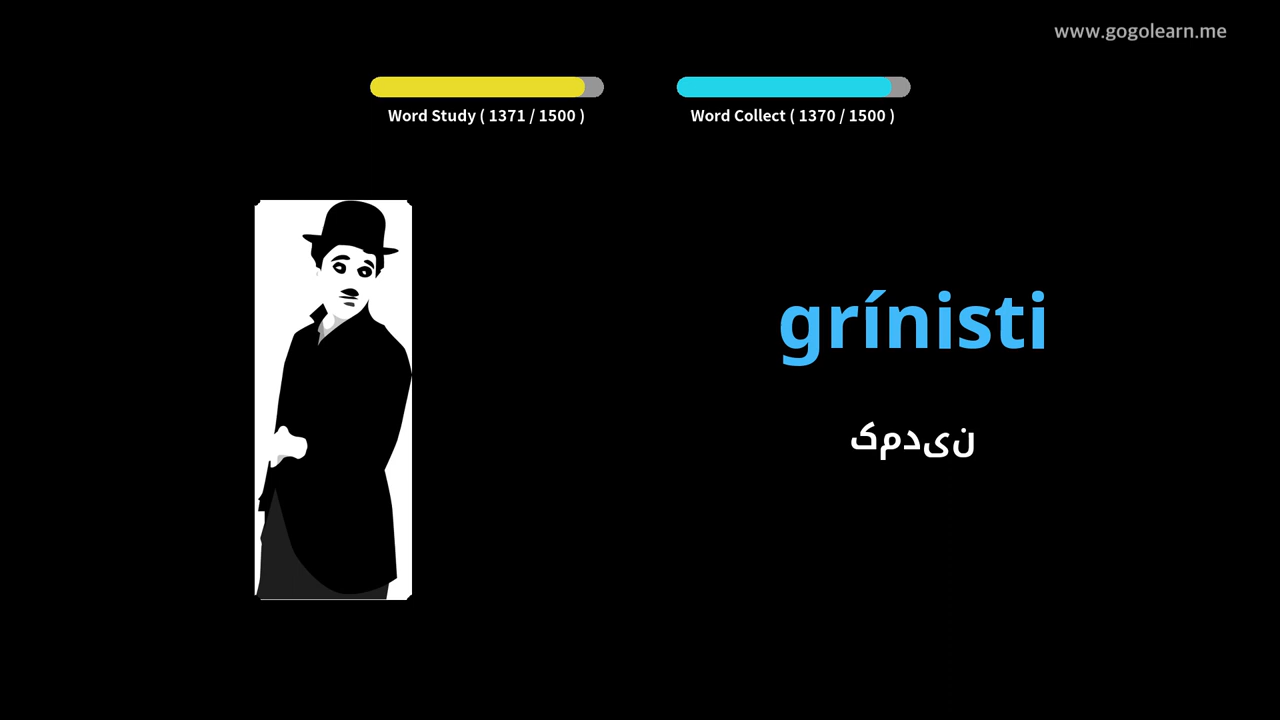 www.gogolearn.me
Word Study ( 1371 / 1500 )
Word Collect ( 1370 / 1500 )
grínisti
کمدین